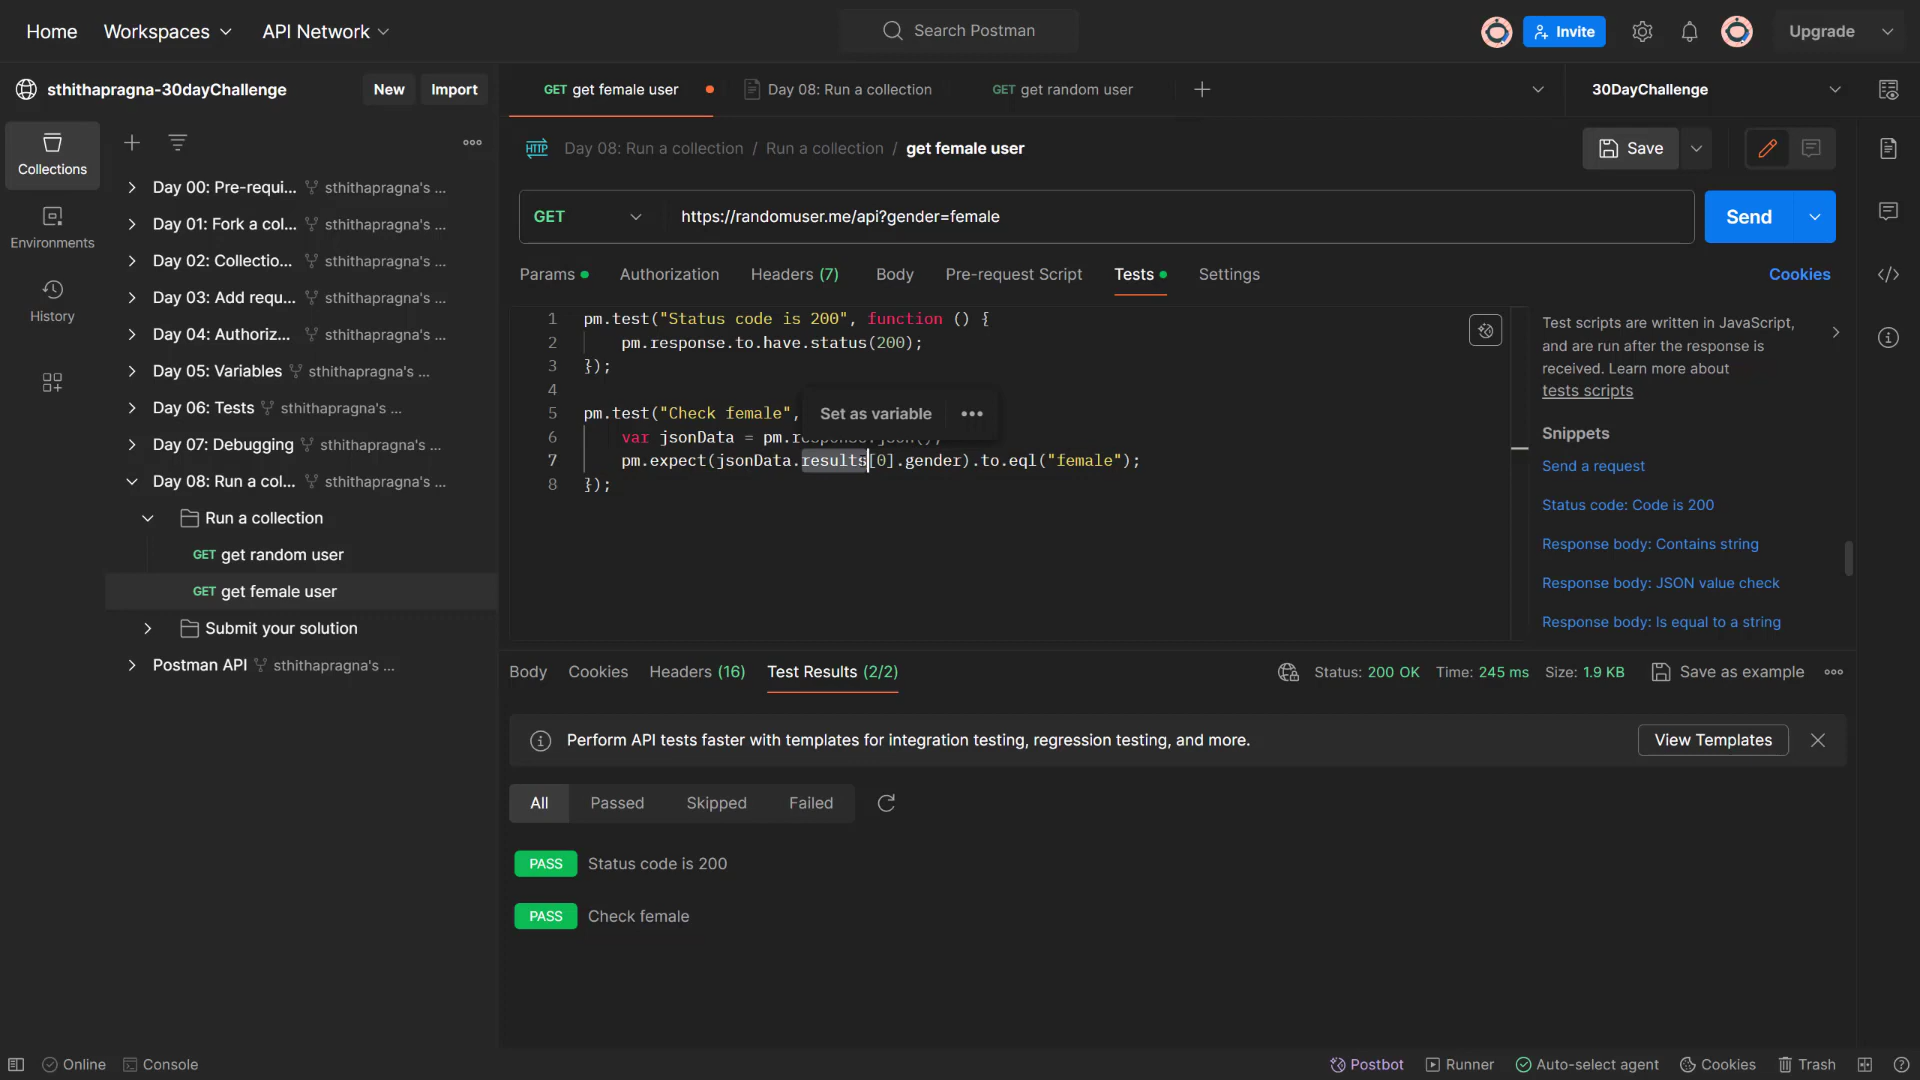 Home
Workspaces
API Network
Search Postman
Invite
Upgrade
sthithapragna-30dayChallenge
New
Import
GET get female user
Day 08: Run a collection
GET get random user
30DayChallenge
Collections
Environments
History
Day 00: Pre-requi... sthithapragna's ...
Day 01: Fork a col... sthithapragna's ...
Day 02: Collectio... sthithapragna's ...
Day 03: Add requ... sthithapragna's ...
Day 04: Authoriz... sthithapragna's ...
Day 05: Variables sthithapragna's ...
Day 06: Tests sthithapragna's ...
Day 07: Debugging sthithapragna's ...
Day 08: Run a col... sthithapragna's ...
Run a collection
GET get random user
GET get female user
Submit your solution
Postman API sthithapragna's ...
HTTP Day 08: Run a collection / Run a collection / get female user
Save
GET
https://randomuser.me/api?gender=female
Send
Params
Authorization
Headers (7)
Body
Pre-request Script
Tests
Settings
Cookies
1 pm.test("Status code is 200", function () {
2 pm.response.to.have.status(200);
3 });
4
5 pm.test("Check female",
Set as variable
6 var jsonData = pm.response.json();
7 pm.expect(jsonData.results[0].gender).to.eql("female");
8 });
Test scripts are written in JavaScript,
and are run after the response is
received. Learn more about
tests scripts
Snippets
Send a request
Status code: Code is 200
Response body: Contains string
Response body: JSON value check
Response body: Is equal to a string
Body
Cookies
Headers (16)
Test Results (2/2)
Status: 200 OK
Time: 245 ms
Size: 1.9 KB
Save as example
Perform API tests faster with templates for integration testing, regression testing, and more.
View Templates
All
Passed
Skipped
Failed
PASS Status code is 200
PASS Check female
Online
Console
Postbot
Runner
Auto-select agent
Cookies
Trash